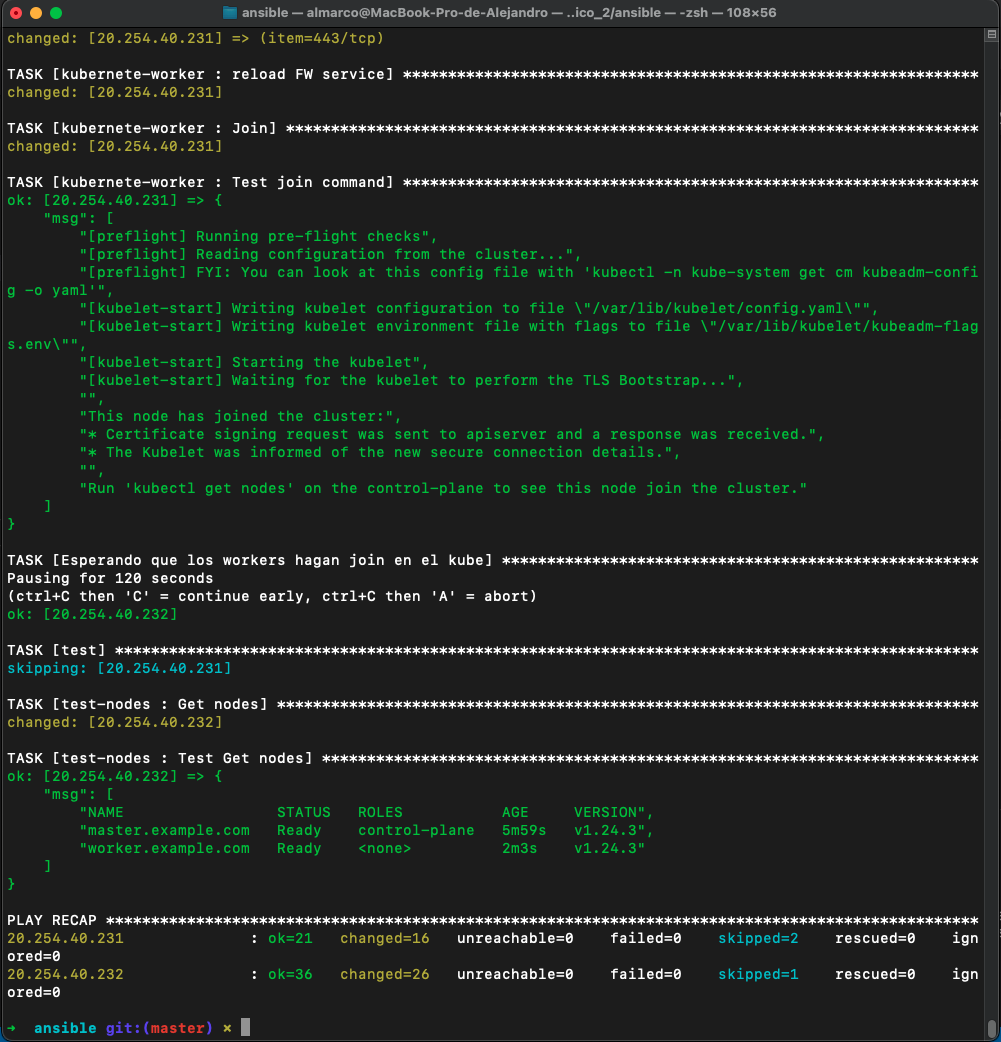 ansible — almarco@MacBook-Pro-de-Alejandro — ..ico_2/ansible — -zsh — 108×56
changed: [20.254.40.231] => (item=443/tcp)
TASK [kubernete-worker : reload FW service] ****************************************************************
changed: [20.254.40.231]
TASK [kubernete-worker : Join] *****************************************************************************
changed: [20.254.40.231]
TASK [kubernete-worker : Test join command] ****************************************************************
ok: [20.254.40.231] => {
    "msg": [
        "[preflight] Running pre-flight checks",
        "[preflight] Reading configuration from the cluster...",
        "[preflight] FYI: You can look at this config file with 'kubectl -n kube-system get cm kubeadm-confi
g -o yaml'",
        "[kubelet-start] Writing kubelet configuration to file \"/var/lib/kubelet/config.yaml\"",
        "[kubelet-start] Writing kubelet environment file with flags to file \"/var/lib/kubelet/kubeadm-flag
s.env\"",
        "[kubelet-start] Starting the kubelet",
        "[kubelet-start] Waiting for the kubelet to perform the TLS Bootstrap...",
        "",
        "This node has joined the cluster:",
        "* Certificate signing request was sent to apiserver and a response was received.",
        "* The Kubelet was informed of the new secure connection details.",
        "",
        "Run 'kubectl get nodes' on the control-plane to see this node join the cluster."
    ]
}
TASK [Esperando que los workers hagan join en el kube] *****************************************************
Pausing for 120 seconds
(ctrl+C then 'C' = continue early, ctrl+C then 'A' = abort)
ok: [20.254.40.232]
TASK [test] ************************************************************************************************
skipping: [20.254.40.231]
TASK [test-nodes : Get nodes] ******************************************************************************
changed: [20.254.40.232]
TASK [test-nodes : Test Get nodes] *************************************************************************
ok: [20.254.40.232] => {
    "msg": [
        "NAME                 STATUS   ROLES           AGE     VERSION",
        "master.example.com   Ready    control-plane   5m59s   v1.24.3",
        "worker.example.com   Ready    <none>          2m3s    v1.24.3"
    ]
}
PLAY RECAP *************************************************************************************************
20.254.40.231              : ok=21   changed=16   unreachable=0    failed=0    skipped=2    rescued=0    ign
ored=0
20.254.40.232              : ok=36   changed=26   unreachable=0    failed=0    skipped=1    rescued=0    ign
ored=0
➜  ansible git:(master) ×